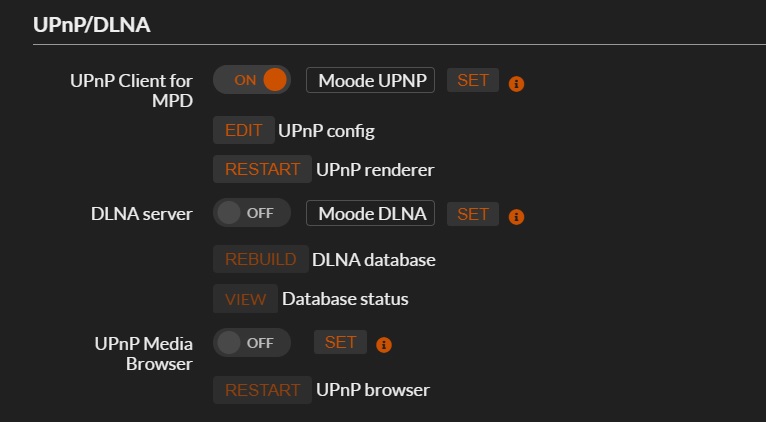 UPnP/DLNA
UPnP Client for MPD ON Moode UPNP SET i
EDIT UPnP config
RESTART UPnP renderer
DLNA server OFF Moode DLNA SET i
REBUILD DLNA database
VIEW Database status
UPnP Media Browser OFF SET i
RESTART UPnP browser